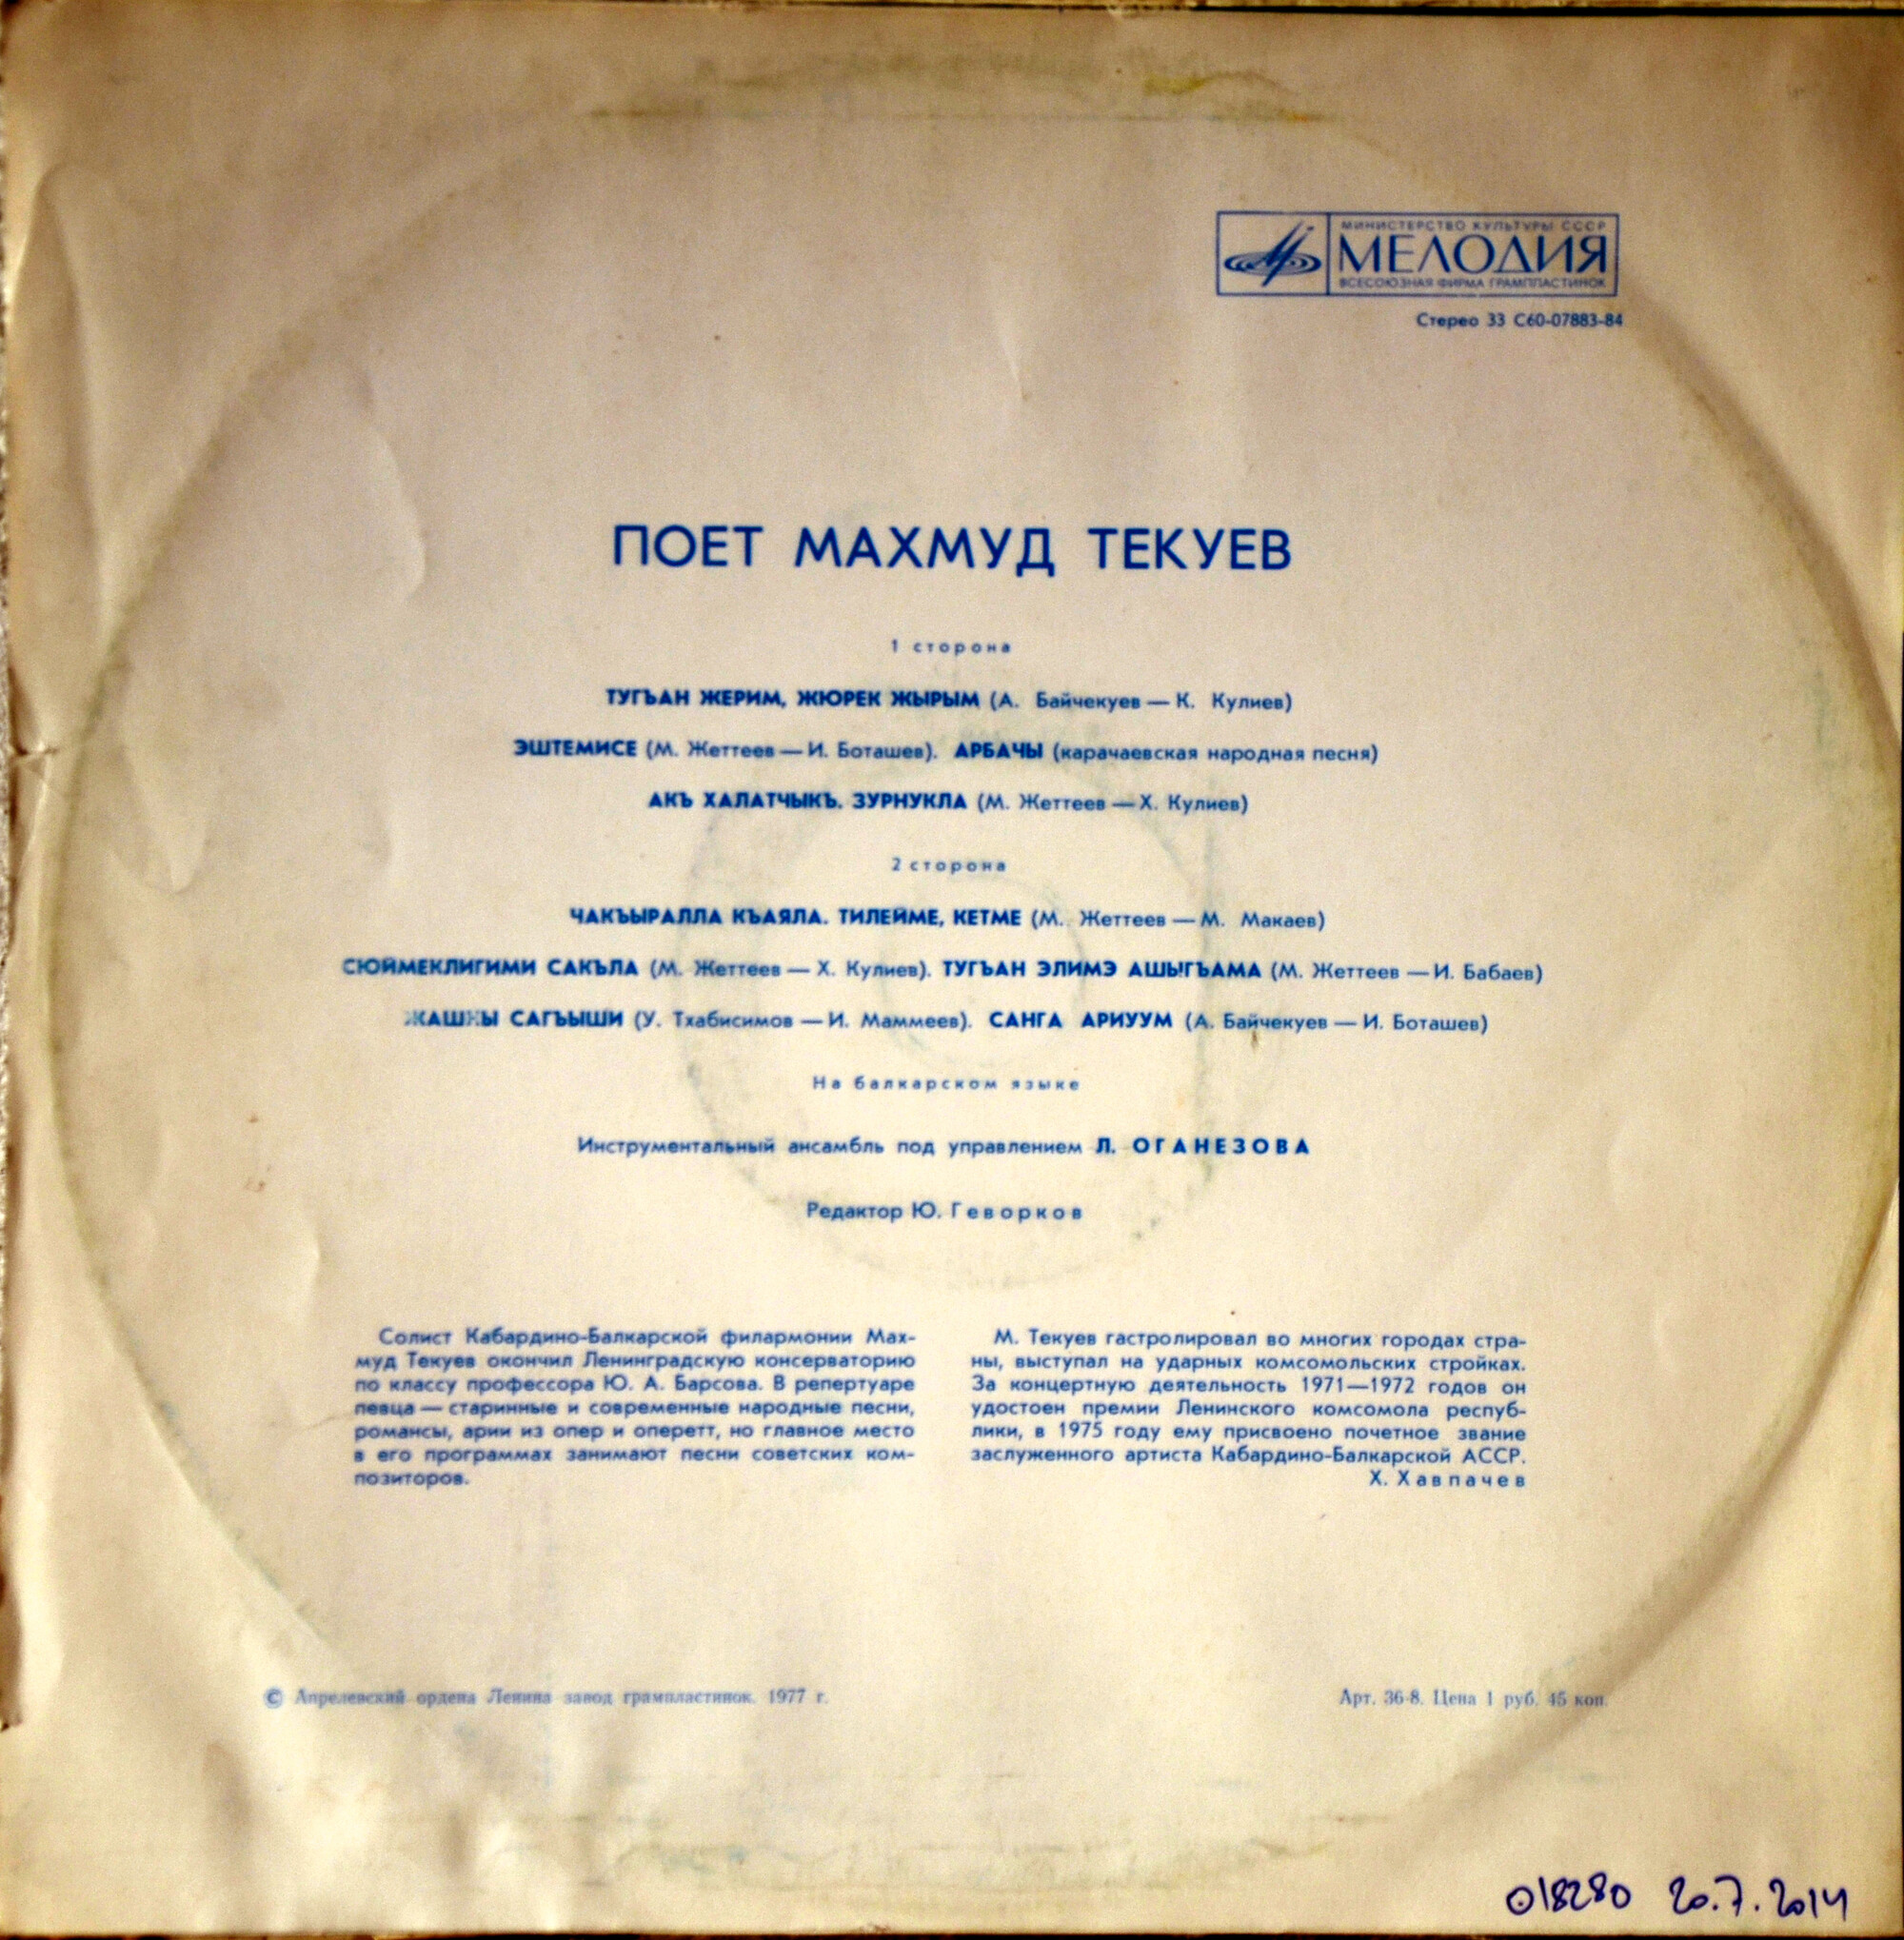 МИНИСТЕРСТВО КУЛЬТУРЫ СССР
МЕЛОДИЯ
ВСЕСОЮЗНАЯ ФИРМА ГРАМПЛАСТИНОК
Стерео 33 С60-07883-84
ПОЕТ МАХМУД ТЕКУЕВ
1 сторона
ТУГЪАН ЖЕРИМ, ЖЮРЕК ЖЫРЫМ (А. Байчекуев — К. Кулиев)
ЭШТЕМИСЕ (М. Жеттеев — И. Боташев). АРБАЧЫ (карачаевская народная песня)
АКЪ ХАЛАТЧЫКЪ. ЗУРНУКЛА (М. Жеттеев — Х. Кулиев)
2 сторона
ЧАКЪЫРАЛЛА КЪАЯЛА. ТИЛЕЙМЕ, КЕТМЕ (М. Жеттеев — М. Макаев)
СЮЙМЕКЛИГИМИ САКЪЛА (М. Жеттеев — Х. Кулиев). ТУГЪАН ЭЛИМЭ АШЫГЪАМА (М. Жеттеев — И. Бабаев)
САГЪЫШИ (У. Тхабисимов — И. Маммеев). САНГА АРИУУМ (А. Байчекуев — И. Боташев)
На балкарском языке
Инструментальный ансамбль под управлением Л. ОГАНЕЗОВА
Редактор Ю. Геворков
Солист Кабардино-Балкарской филармонии Мах-
муд Текуев окончил Ленинградскую консерваторию
по классу профессора Ю. А. Барсова. В репертуаре
певца — старинные и современные народные песни,
романсы, арии из опер и оперетт, но главное место
в его программах занимают песни советских ком-
позиторов.
М. Текуев гастролировал во многих городах стра-
ны, выступал на ударных комсомольских стройках.
За концертную деятельность 1971—1972 годов он
удостоен премии Ленинского комсомола респуб-
лики, в 1975 году ему присвоено почетное звание
заслуженного артиста Кабардино-Балкарской АССР.
Х. Хавпачев
© Апрелевский ордена Ленина завод грампластинок. 1977 г.
Арт. 36-8. Цена 1 руб. 45 коп.
018280 20.7.2014